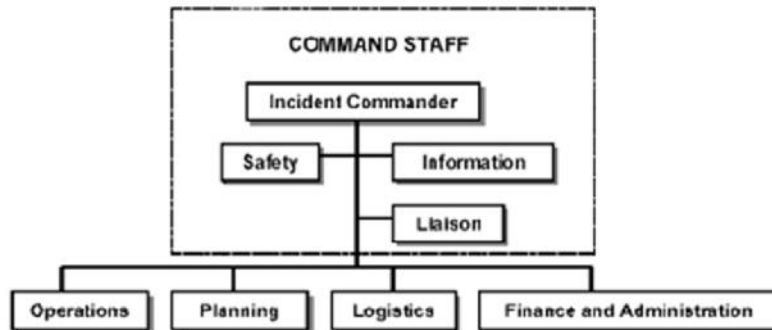 COMMAND STAFF
Incident Commander
Safety
Information
Liaison
Operations
Planning
Logistics
Finance and Administration